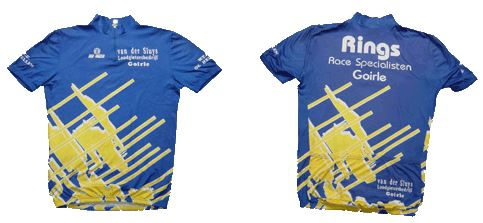 van der Sluys
Loodgietersbedrijf
Goirle
Rings
Race Specialisten
Goirle
van der Sluys
Loodgietersbedrijf
Goirle